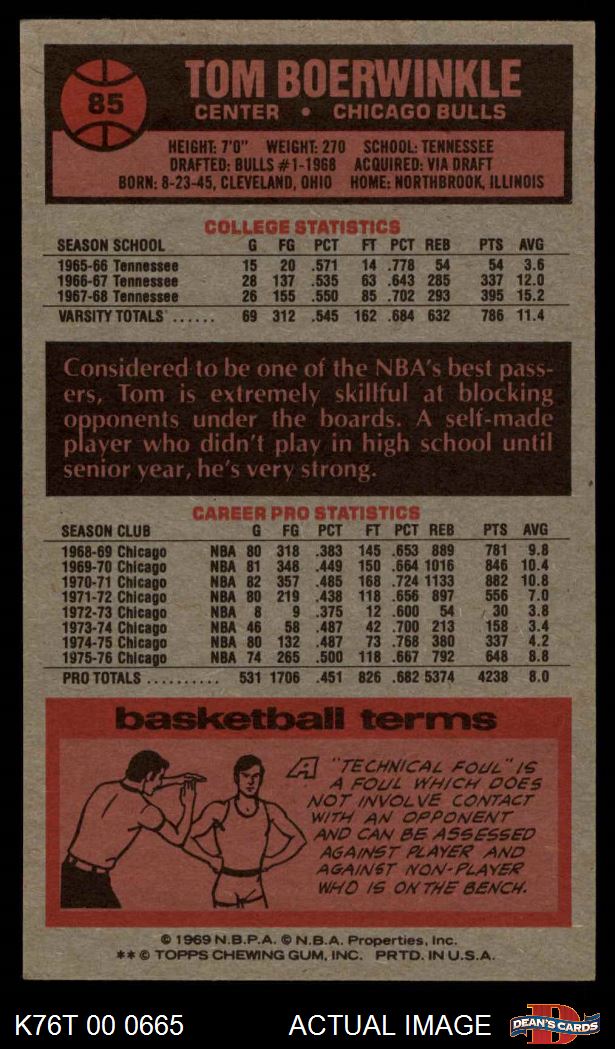 85
TOM BOERWINKLE
CENTER • CHICAGO BULLS
HEIGHT: 7'0" WEIGHT: 270 SCHOOL: TENNESSEE
DRAFTED: BULLS #1-1968 ACQUIRED: VIA DRAFT
BORN: 8-23-45, CLEVELAND, OHIO HOME: NORTHBROOK, ILLINOIS
COLLEGE STATISTICS
SEASON SCHOOL G FG PCT FT PCT REB PTS AVG
1965-66 Tennessee 15 20 .571 14 .778 54 54 3.6
1966-67 Tennessee 28 137 .535 63 .643 285 337 12.0
1967-68 Tennessee 26 155 .550 85 .702 293 395 15.2
VARSITY TOTALS ...... 69 312 .545 162 .684 632 786 11.4
Considered to be one of the NBA's best pass-
ers, Tom is extremely skillful at blocking
opponents under the boards. A self-made
player who didn't play in high school until
senior year, he's very strong.
CAREER PRO STATISTICS
SEASON CLUB G FG PCT FT PCT REB PTS AVG
1968-69 Chicago NBA 80 318 .383 145 .653 889 781 9.8
1969-70 Chicago NBA 81 348 .449 150 .664 1016 846 10.4
1970-71 Chicago NBA 82 357 .485 168 .724 1133 882 10.8
1971-72 Chicago NBA 80 219 .438 118 .656 897 556 7.0
1972-73 Chicago NBA 8 9 .375 12 .600 54 30 3.8
1973-74 Chicago NBA 46 58 .487 42 .700 213 158 3.4
1974-75 Chicago NBA 80 132 .487 73 .768 380 337 4.2
1975-76 Chicago NBA 74 265 .500 118 .667 792 648 8.8
PRO TOTALS .......... 531 1706 .451 826 .682 5374 4238 8.0
basketball terms
A "TECHNICAL FOUL" IS
A FOUL WHICH DOES
NOT INVOLVE CONTACT
WITH AN OPPONENT
AND CAN BE ASSESSED
AGAINST PLAYER AND
AGAINST NON-PLAYER
WHO IS ON THE BENCH.
© 1969 N.B.P.A. © N.B.A. Properties, Inc.
** © TOPPS CHEWING GUM, INC. PRTD. IN U.S.A.
K76T 00 0665 ACTUAL IMAGE
D
DEAN'S CARDS